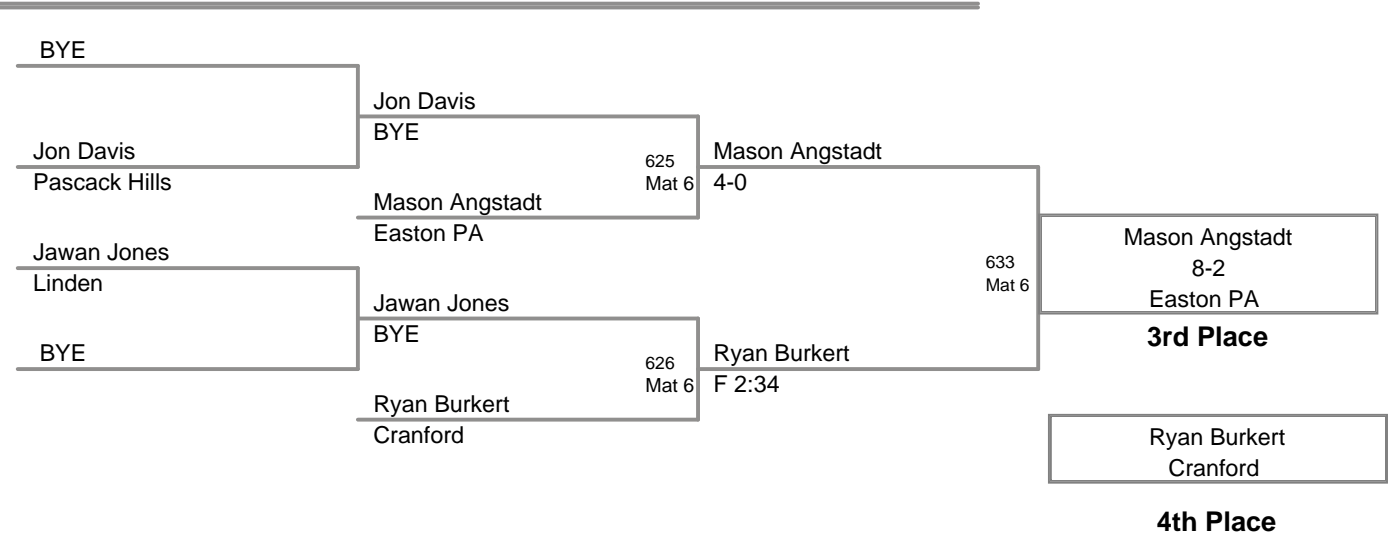 BYE
Jon Davis
BYE
Jon Davis
Pascack Hills
625
Mat 6
Mason Angstadt
4-0
Mason Angstadt
Easton PA
Jawan Jones
Linden
633
Mat 6
Mason Angstadt
8-2
Easton PA
3rd Place
Jawan Jones
BYE
BYE
626
Mat 6
Ryan Burkert
F 2:34
Ryan Burkert
Cranford
Ryan Burkert
Cranford
4th Place